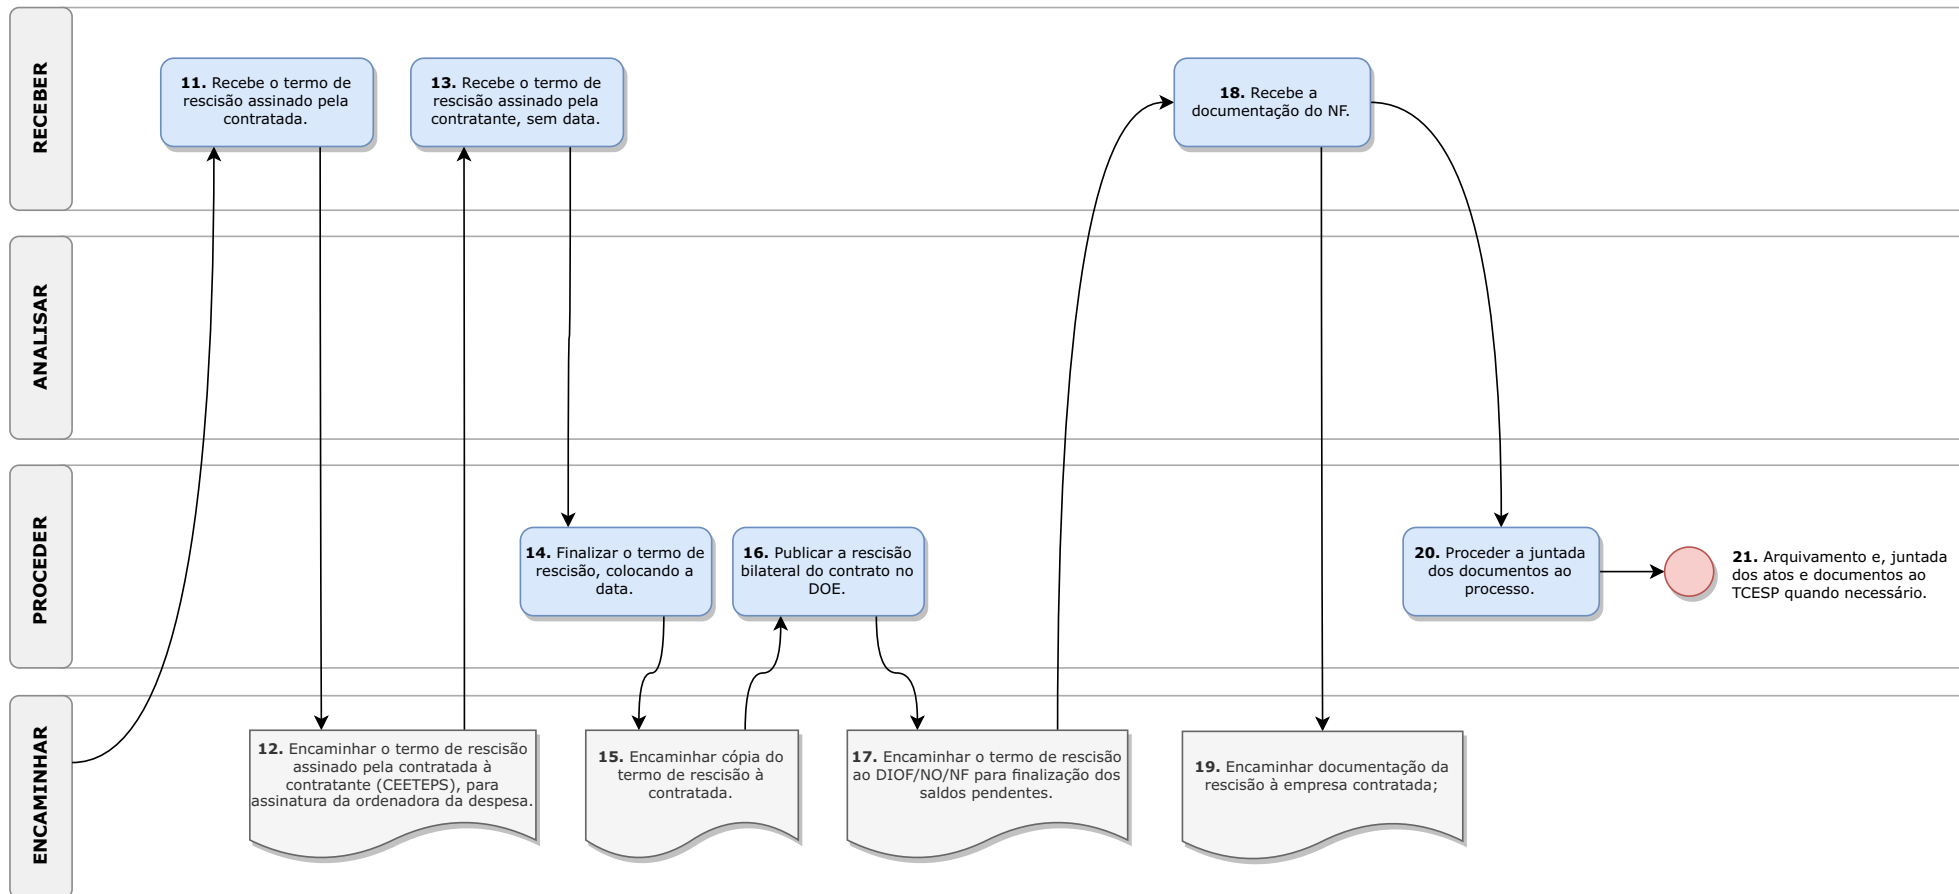 RECEBER
11. Recebe o termo de
rescisão assinado pela
contratada.
13. Recebe o termo de
rescisão assinado pela
contratante, sem data.
18. Recebe a
documentação do NF.
ANALISAR
PROCEDER
14. Finalizar o termo de
rescisão, colocando a
data.
16. Publicar a rescisão
bilateral do contrato no
DOE.
20. Proceder a juntada
dos documentos ao
processo.
21. Arquivamento e, juntada
dos atos e documentos ao
TCESP quando necessário.
ENCAMINHAR
12. Encaminhar o termo de rescisão
assinado pela contratada à
contratante (CEETEPS), para
assinatura da ordenadora da despesa.
15. Encaminhar cópia do
termo de rescisão à
contratada.
17. Encaminhar o termo de rescisão
ao DIOF/NO/NF para finalização dos
saldos pendentes.
19. Encaminhar documentação da
rescisão à empresa contratada;